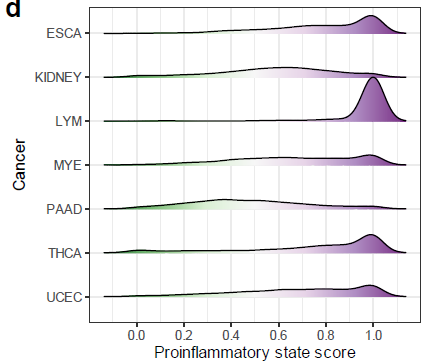 d
ESCA
KIDNEY
LYM
MYE
PAAD
THCA
UCEC
Cancer
0.0 0.2 0.4 0.6 0.8 1.0
Proinflammatory state score